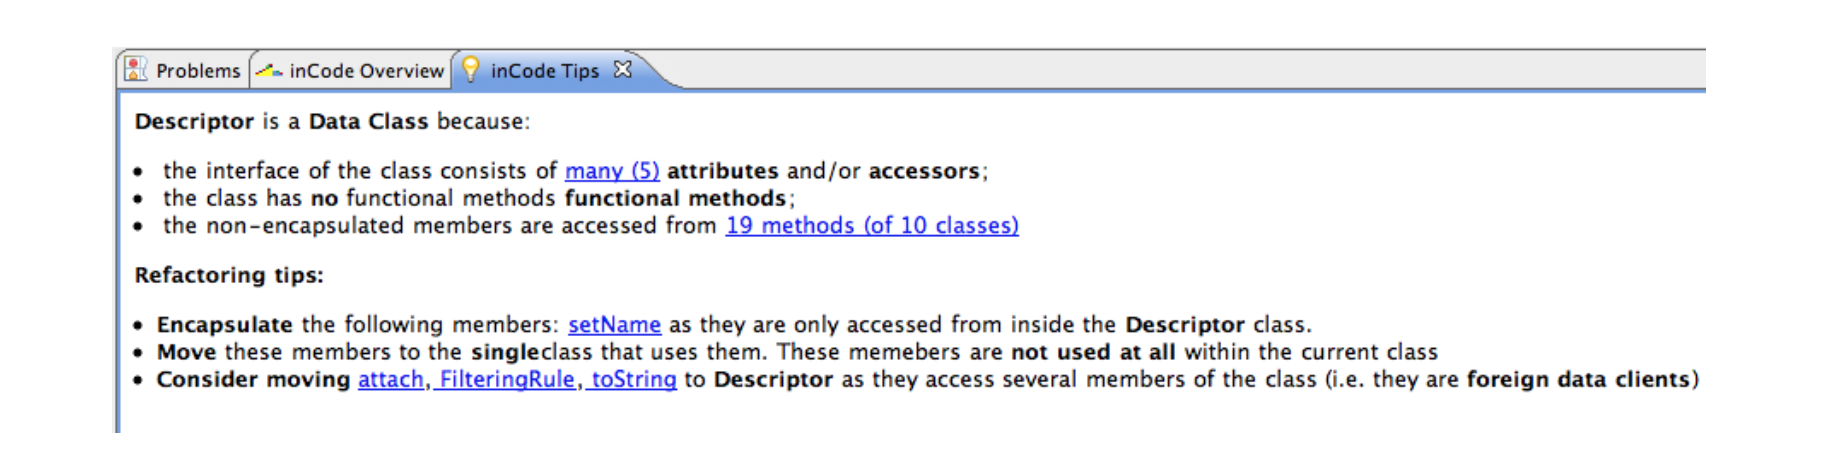 Problems inCode Overview inCode Tips
Descriptor is a Data Class because:
• the interface of the class consists of many (5) attributes and/or accessors;
• the class has no functional methods functional methods;
• the non-encapsulated members are accessed from 19 methods (of 10 classes)
Refactoring tips:
• Encapsulate the following members: setName as they are only accessed from inside the Descriptor class.
• Move these members to the singleclass that uses them. These memebers are not used at all within the current class
• Consider moving attach, FilteringRule, toString to Descriptor as they access several members of the class (i.e. they are foreign data clients)